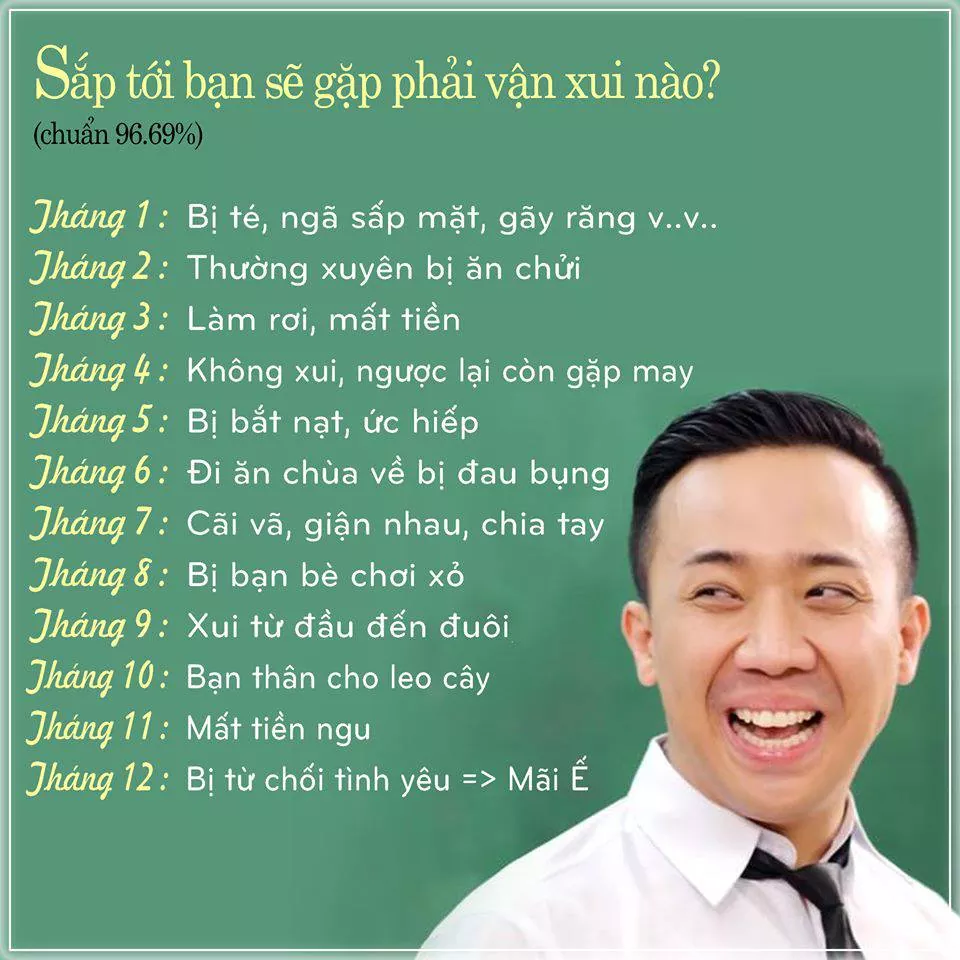 Sắp tới bạn sẽ gặp phải vận xui nào?
(chuẩn 96.69%)
Tháng 1 : Bị té, ngã sấp mặt, gãy răng v..v..
Tháng 2 : Thường xuyên bị ăn chửi
Tháng 3 : Làm rơi, mất tiền
Tháng 4 : Không xui, ngược lại còn gặp may
Tháng 5 : Bị bắt nạt, ức hiếp
Tháng 6 : Đi ăn chùa về bị đau bụng
Tháng 7 : Cãi vã, giận nhau, chia tay
Tháng 8 : Bị bạn bè chơi xỏ
Tháng 9 : Xui từ đầu đến đuôi
Tháng 10 : Bạn thân cho leo cây
Tháng 11 : Mất tiền ngu
Tháng 12 : Bị từ chối tình yêu => Mãi Ế